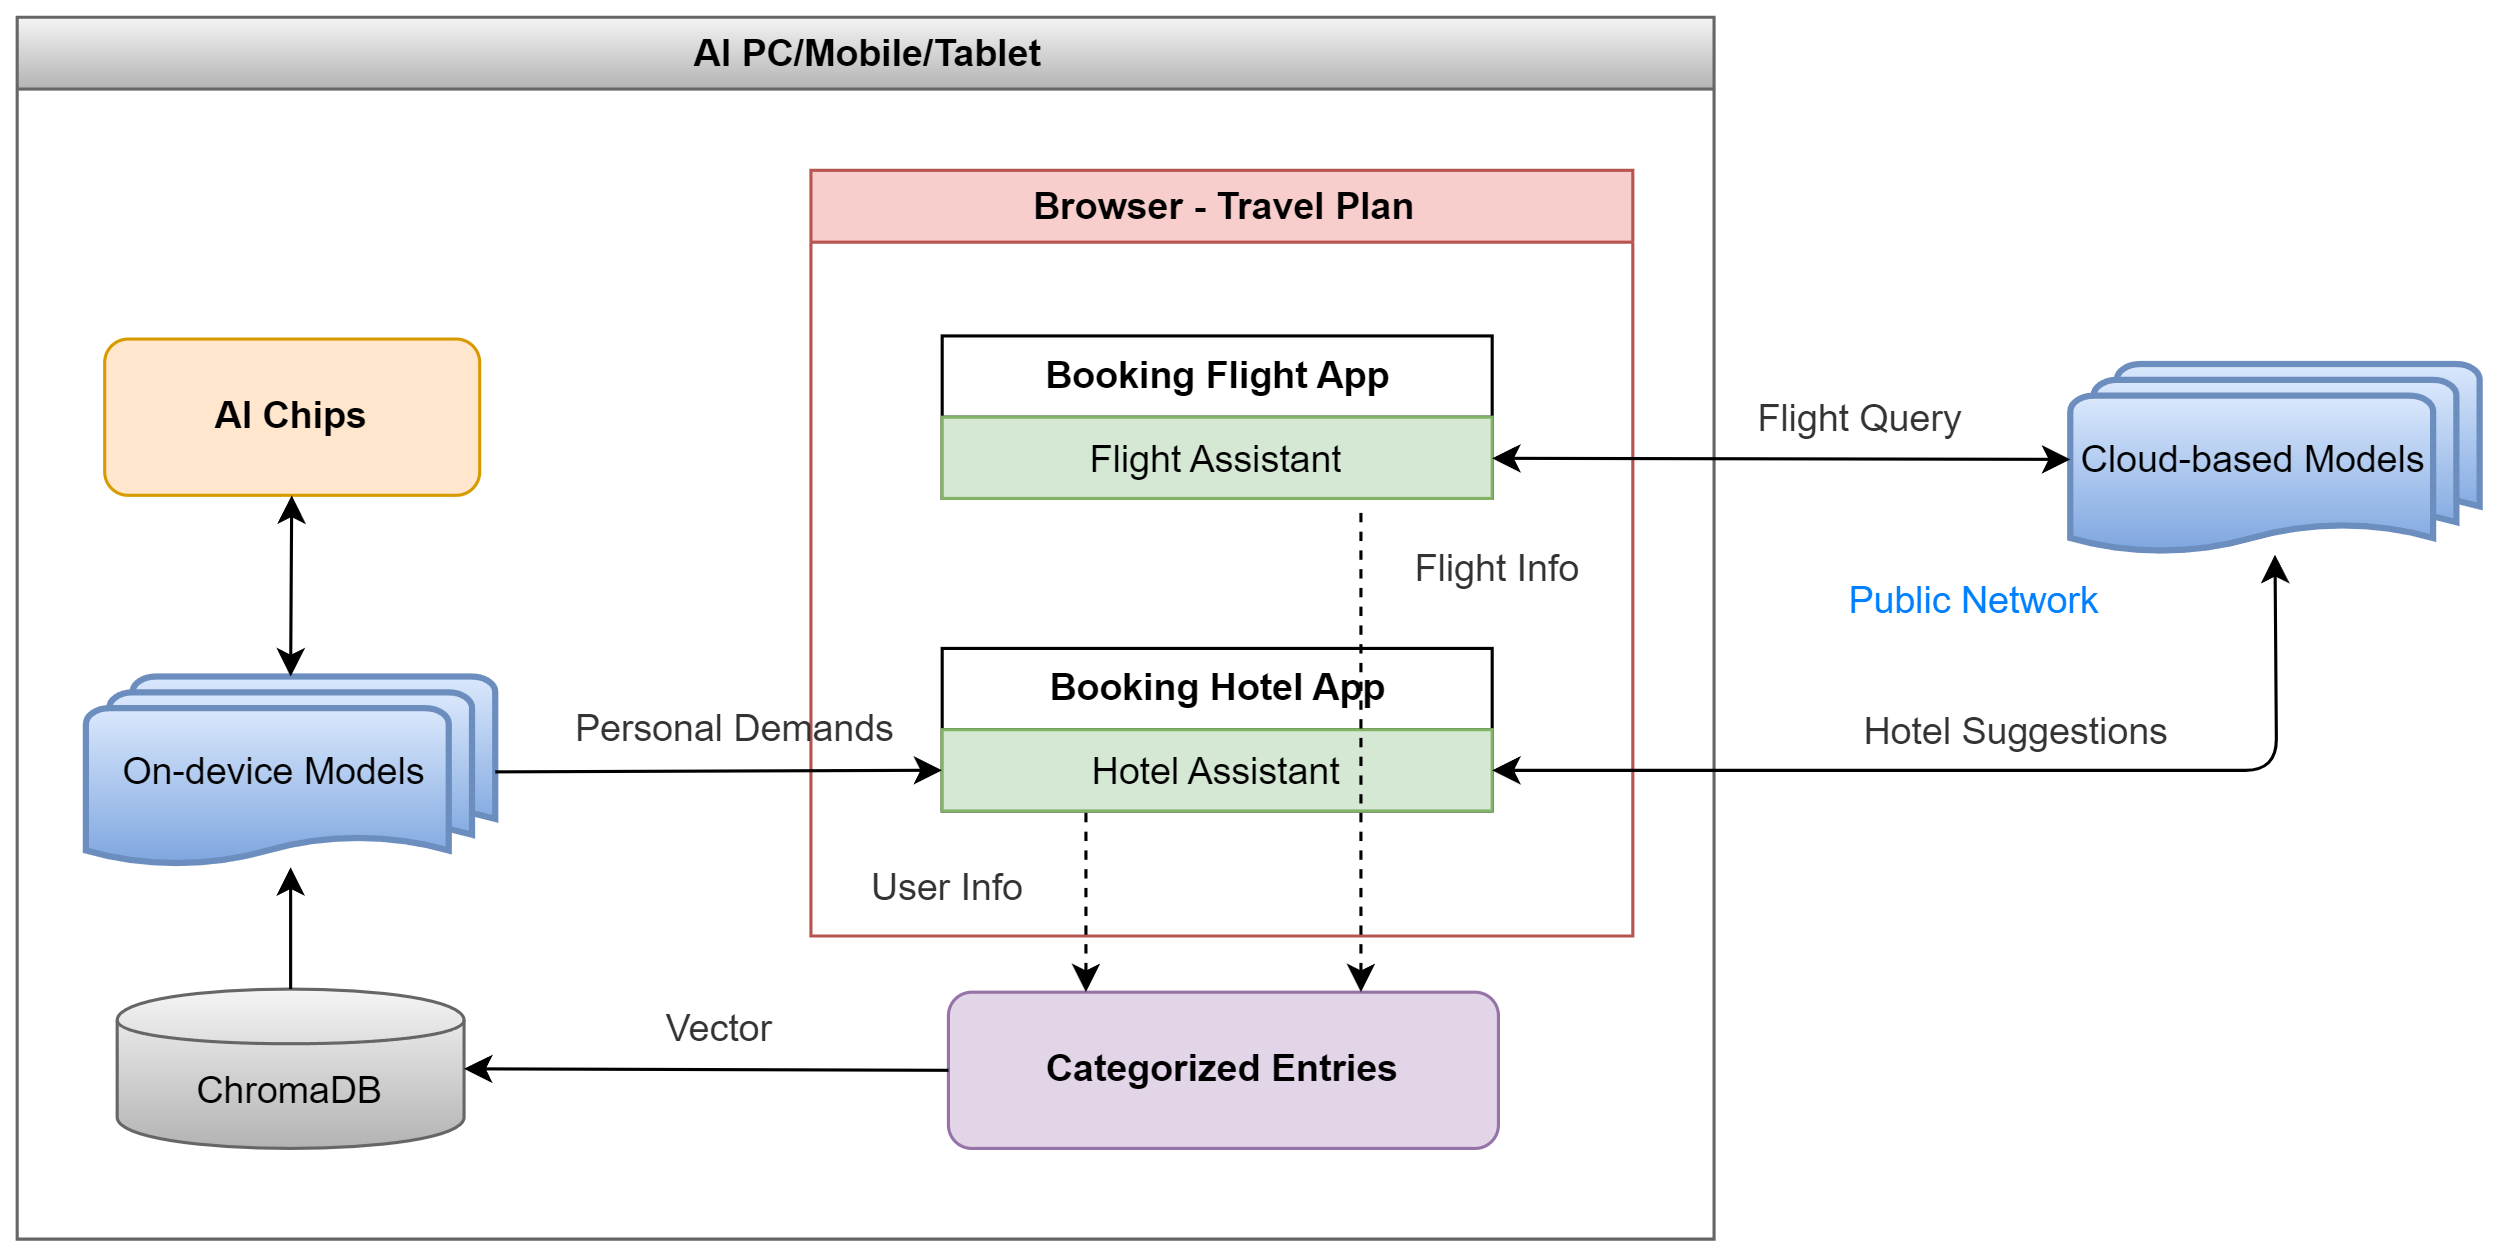 AI PC/Mobile/Tablet
Browser - Travel Plan
Booking Flight App
AI Chips
Flight Query
Flight Assistant
Cloud-based Models
Flight Info
Public Network
Booking Hotel App
Personal Demands
Hotel Suggestions
On-device Models
Hotel Assistant
User Info
Vector
Categorized Entries
ChromaDB